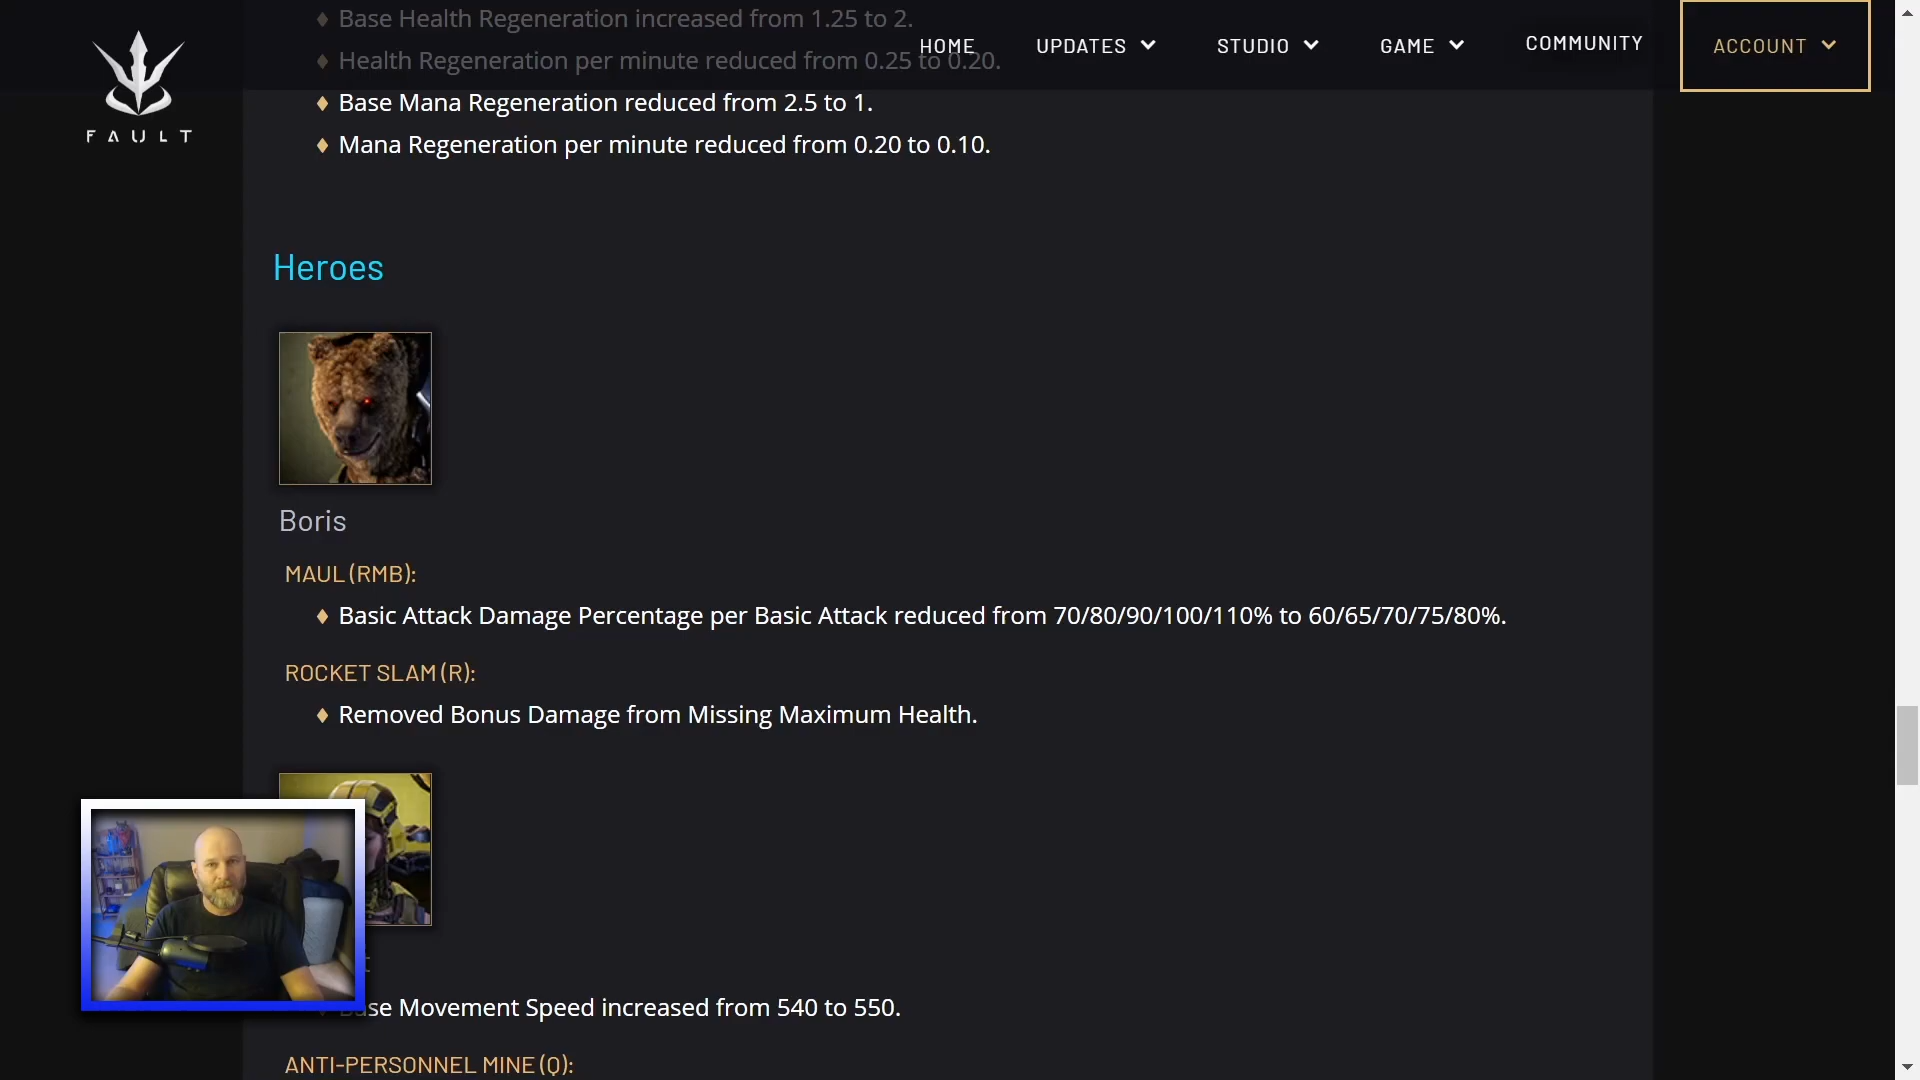 Base Health Regeneration increased from 1.25 to 2.
HOME
UPDATES
STUDIO
GAME
COMMUNITY
ACCOUNT
Health Regeneration per minute reduced from 0.25 to 0.20.
Base Mana Regeneration reduced from 2.5 to 1.
FAULT
Mana Regeneration per minute reduced from 0.20 to 0.10.
Heroes
Boris
MAUL (RMB):
Basic Attack Damage Percentage per Basic Attack reduced from 70/80/90/100/110% to 60/65/70/75/80%.
ROCKET SLAM (R):
Removed Bonus Damage from Missing Maximum Health.
Base Movement Speed increased from 540 to 550.
ANTI-PERSONNEL MINE (Q):